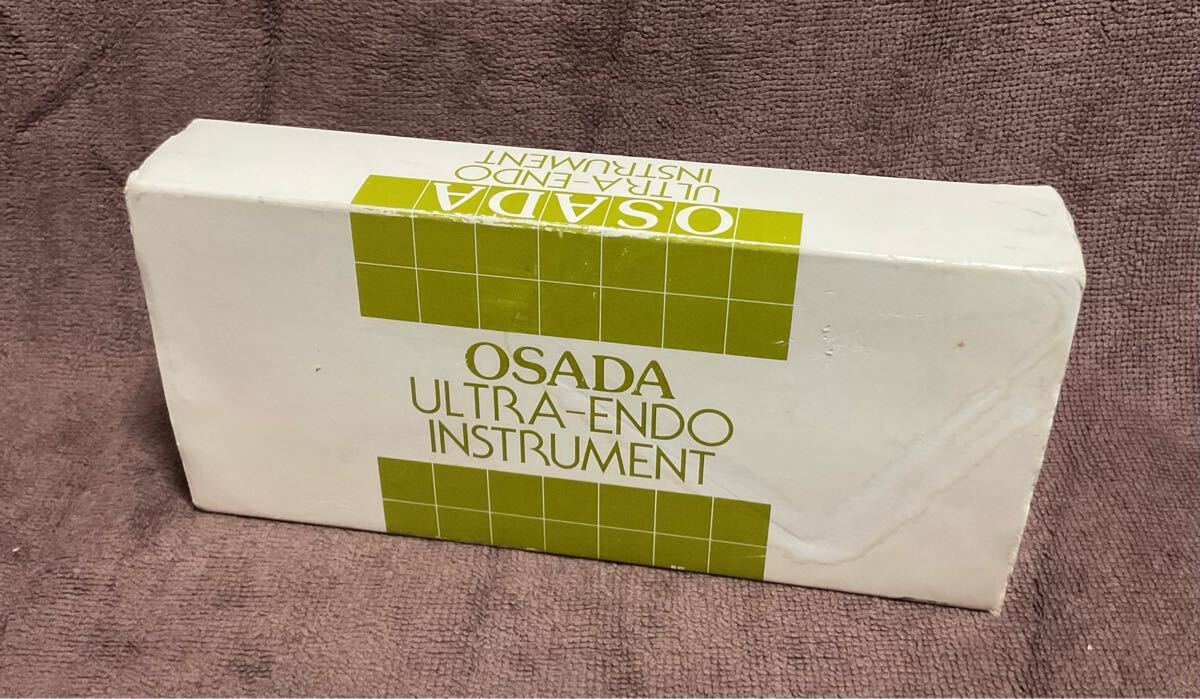 OSADA
ULTRA-ENDO
INSTRUMENT
OSADA
ULTRA-ENDO
INSTRUMENT